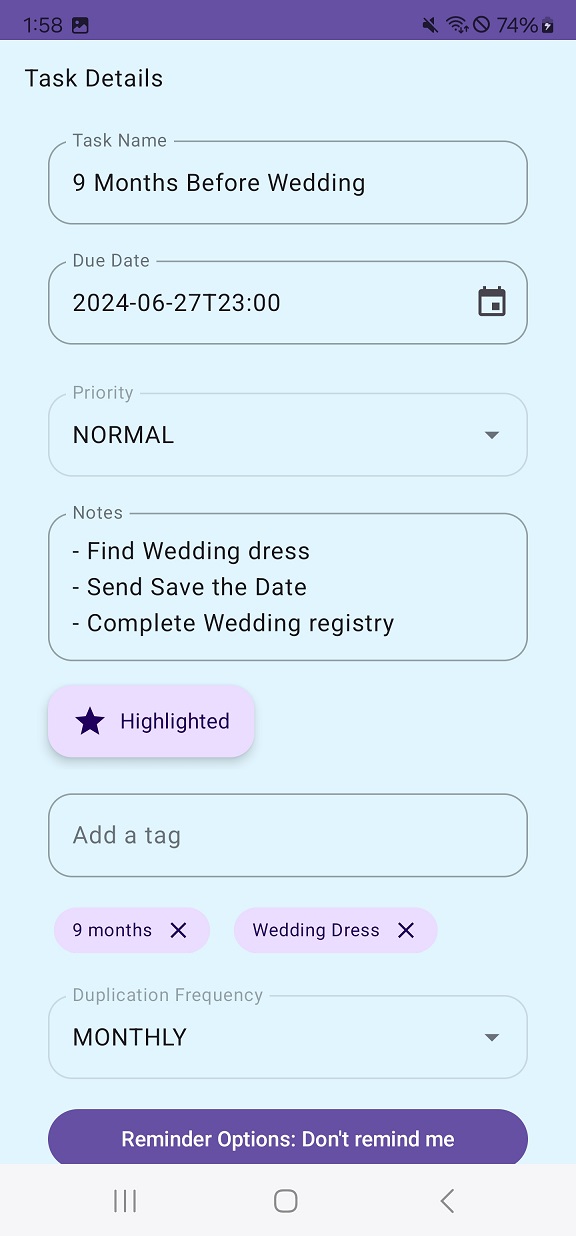 1:58 74%
Task Details
Task Name
9 Months Before Wedding
Due Date
2024-06-27T23:00
Priority
NORMAL
Notes
- Find Wedding dress
- Send Save the Date
- Complete Wedding registry
Highlighted
Add a tag
9 months Wedding Dress
Duplication Frequency
MONTHLY
Reminder Options: Don't remind me